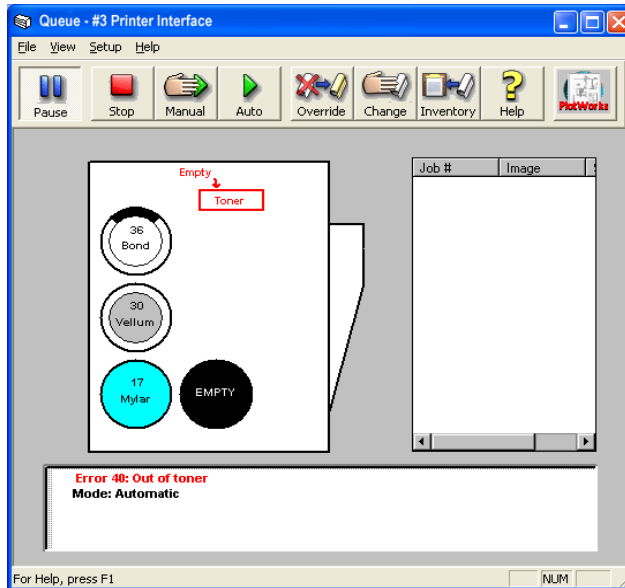 Queue - #3 Printer Interface
File View Setup Help
Pause Stop Manual Auto Override Change Inventory Help PlotWorks
Job # Image
Empty
Toner
36
Bond
30
Vellum
17
Mylar
EMPTY
Error 40: Out of toner
Mode: Automatic
For Help, press F1 NUM